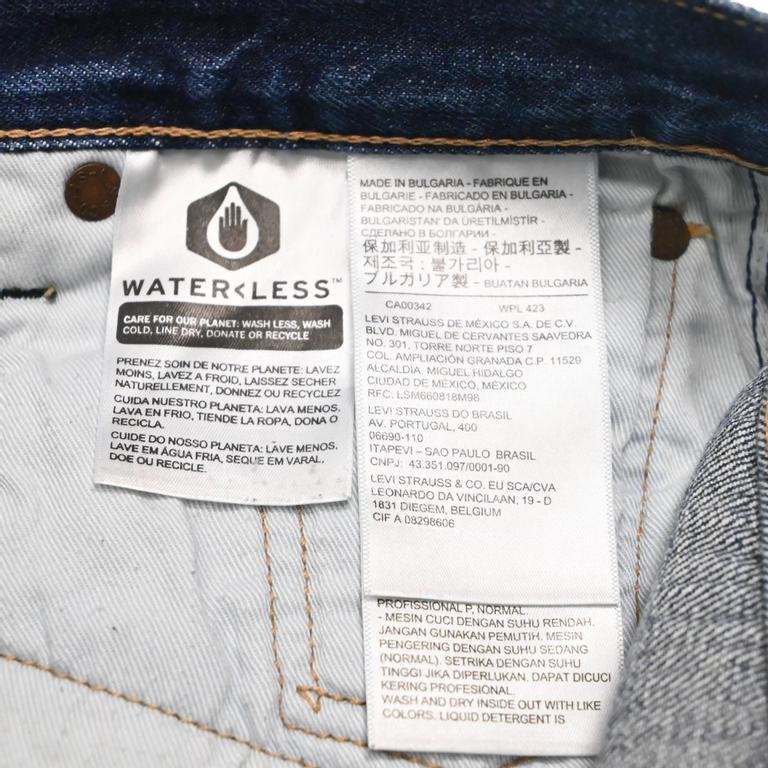 WATER<LESS™
CARE FOR OUR PLANET: WASH LESS, WASH
COLD, LINE DRY, DONATE OR RECYCLE
PRENEZ SOIN DE NOTRE PLANETE: LAVEZ
MOINS, LAVEZ A FROID, LAISSEZ SECHER
NATURELLEMENT, DONNEZ OU RECYCLEZ
CUIDA NUESTRO PLANETA: LAVA MENOS,
LAVA EN FRIO, TIENDE LA ROPA, DONA O
RECICLA.
CUIDE DO NOSSO PLANETA: LAVE MENOS,
LAVE EM ÁGUA FRIA, SEQUE EM VARAL,
DOE OU RECICLE.
MADE IN BULGARIA - FABRIQUE EN
BULGARIE - FABRICADO EN BULGARIA -
FABRICADO NA BULGÁRIA -
BULGARISTAN' DA ÜRETILMIŞTIR -
СДЕЛАНО В БОЛГАРИИ -
保加利亚制造 - 保加利亞製 -
제조국 : 불가리아 -
ブルガリア製 - BUATAN BULGARIA
CA00342 WPL 423
LEVI STRAUSS DE MÉXICO S.A. DE C.V.
BLVD. MIGUEL DE CERVANTES SAAVEDRA
NO. 301, TORRE NORTE PISO 7
COL. AMPLIACIÓN GRANADA C.P. 11529
ALCALDÍA. MIGUEL HIDALGO
CIUDAD DE MÉXICO, MÉXICO
RFC: LSM660818M98
LEVI STRAUSS DO BRASIL
AV. PORTUGAL, 400
06690-110
ITAPEVI – SAO PAULO BRASIL
CNPJ: 43.351.097/0001-90
LEVI STRAUSS & CO. EU SCA/CVA
LEONARDO DA VINCILAAN, 19 - D
1831 DIEGEM, BELGIUM
CIF A 08298606
PROFISSIONAL P, NORMAL.
- MESIN CUCI DENGAN SUHU RENDAH.
JANGAN GUNAKAN PEMUTIH. MESIN
PENGERING DENGAN SUHU SEDANG
(NORMAL). SETRIKA DENGAN SUHU
TINGGI JIKA DIPERLUKAN. DAPAT DICUCI
KERING PROFESIONAL.
WASH AND DRY INSIDE OUT WITH LIKE
COLORS. LIQUID DETERGENT IS